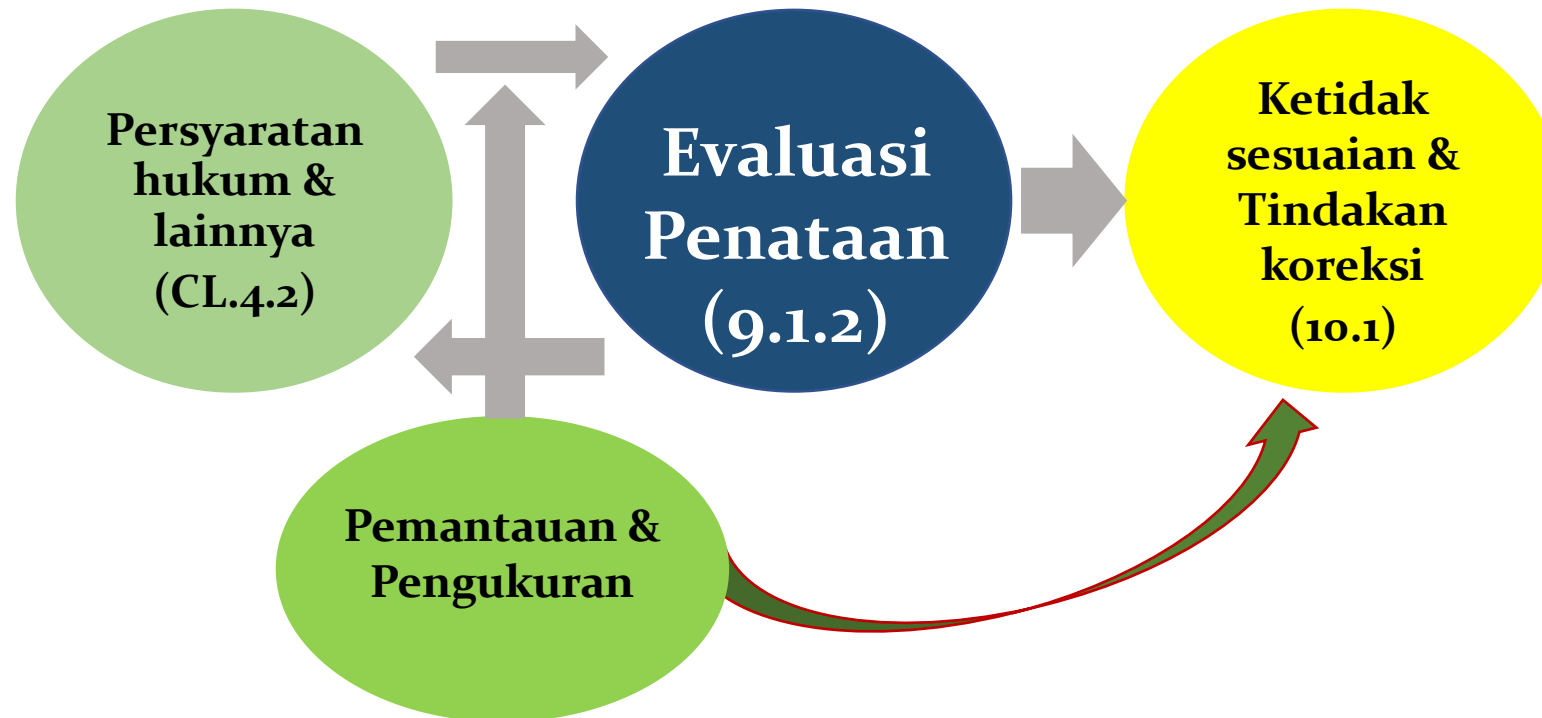 Persyaratan
hukum &
lainnya
(CL.4.2)
Evaluasi
Penataan
(9.1.2)
Ketidak
sesuaian &
Tindakan
koreksi
(10.1)
Pemantauan &
Pengukuran